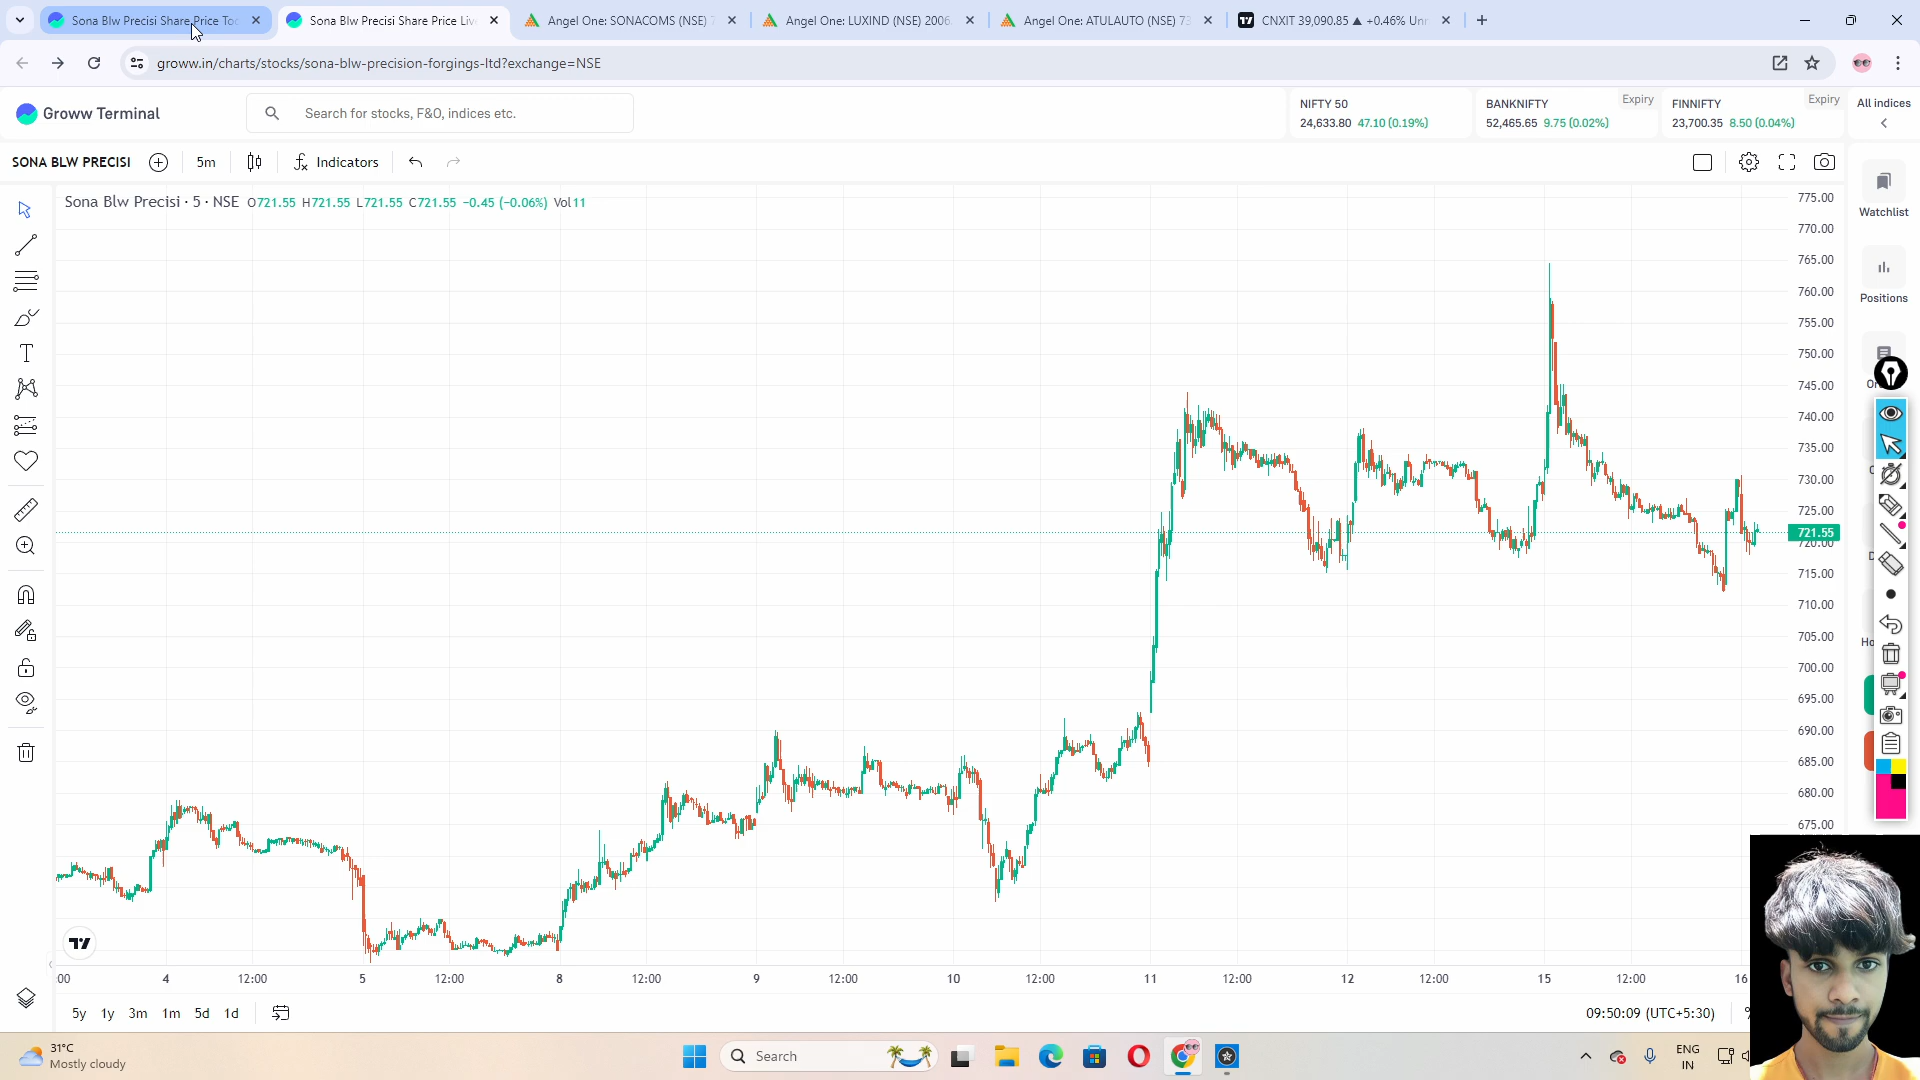 Sona Blw Precisi Share Price Too
Sona Blw Precisi Share Price Live
Angel One: SONACOMS (NSE) 7
Angel One: LUXIND (NSE) 2006.
Angel One: ATULAUTO (NSE) 73
CNXIT 39,090.85 ▲ +0.46% Unn
groww.in/charts/stocks/sona-blw-precision-forgings-ltd?exchange=NSE
Groww Terminal
Search for stocks, F&O, indices etc.
NIFTY 50
24,633.80 47.10 (0.19%)
BANKNIFTY Expiry
52,465.65 9.75 (0.02%)
FINNIFTY Expiry
23,700.35 8.50 (0.04%)
All indices
SONA BLW PRECISI
5m
Indicators
Sona Blw Precisi · 5 · NSE O721.55 H721.55 L721.55 C721.55 −0.45 (−0.06%) Vol11
775.00
770.00
765.00
760.00
755.00
750.00
745.00
740.00
735.00
730.00
725.00
721.55
720.00
715.00
710.00
705.00
700.00
695.00
690.00
685.00
680.00
675.00
Watchlist
Positions
:00 4 12:00 5 12:00 8 12:00 9 12:00 10 12:00 11 12:00 12 12:00 15 12:00 16
5y 1y 3m 1m 5d 1d
09:50:09 (UTC+5:30) %
31°C
Mostly cloudy
Search
ENG
IN